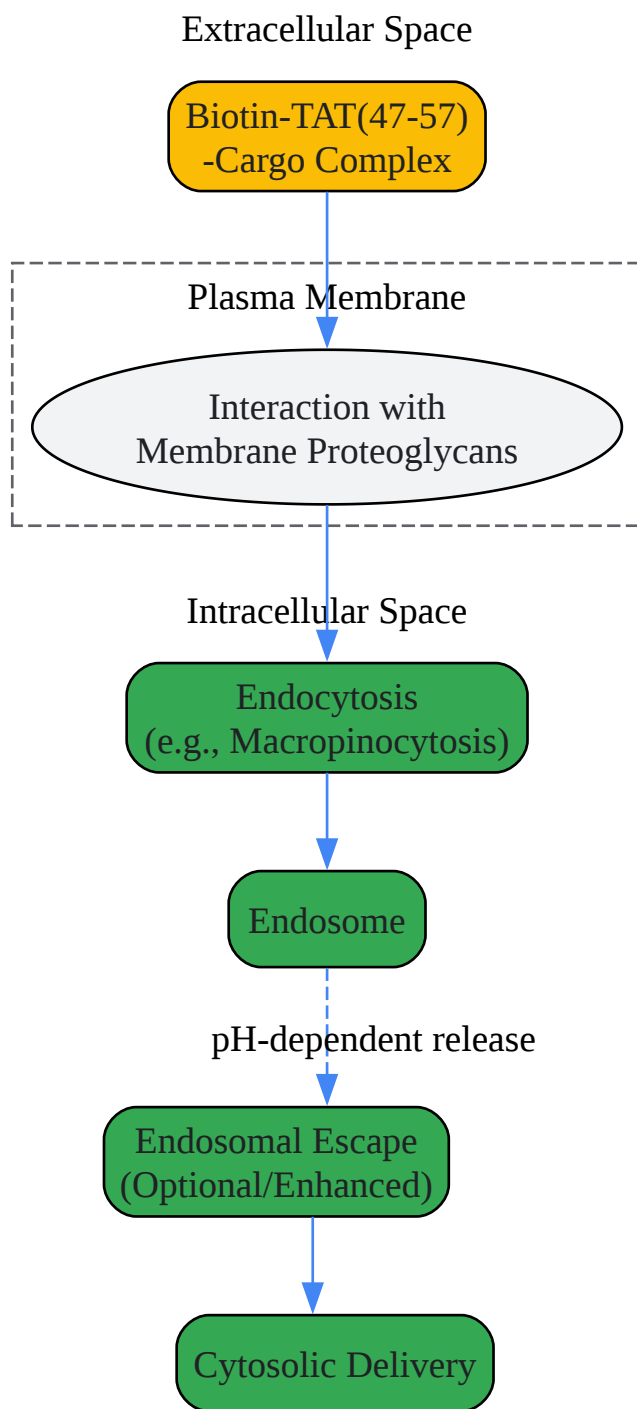 Extracellular Space
Biotin-TAT(47-57)
-Cargo Complex
Plasma Membrane
Interaction with
Membrane Proteoglycans
Intracellular Space
Endocytosis
(e.g., Macropinocytosis)
Endosome
pH-dependent release
Endosomal Escape
(Optional/Enhanced)
Cytosolic Delivery